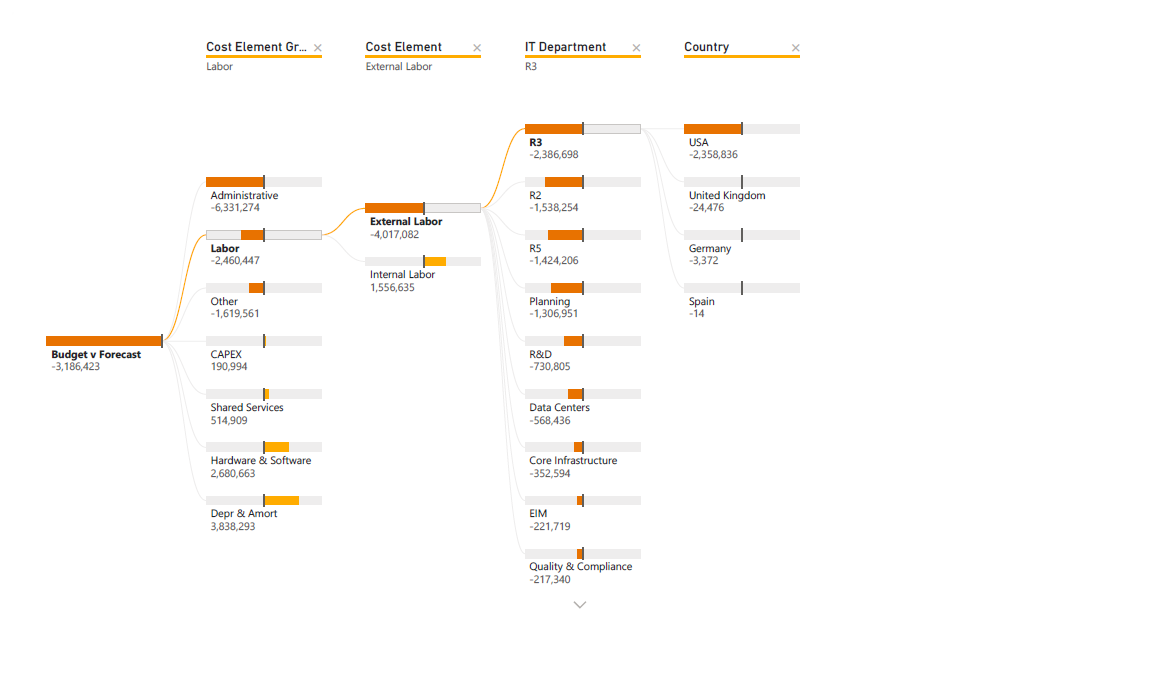 Cost Element Gr...
Labor
Cost Element
External Labor
IT Department
R3
Country
Budget v Forecast
-3,186,423
Administrative
-6,331,274
Labor
-2,460,447
Other
-1,619,561
CAPEX
190,994
Shared Services
514,909
Hardware & Software
2,680,663
Depr & Amort
3,838,293
External Labor
-4,017,082
Internal Labor
1,556,635
R3
-2,386,698
R2
-1,538,254
R5
-1,424,206
Planning
-1,306,951
R&D
-730,805
Data Centers
-568,436
Core Infrastructure
-352,594
EIM
-221,719
Quality & Compliance
-217,340
USA
-2,358,836
United Kingdom
-24,476
Germany
-3,372
Spain
-14